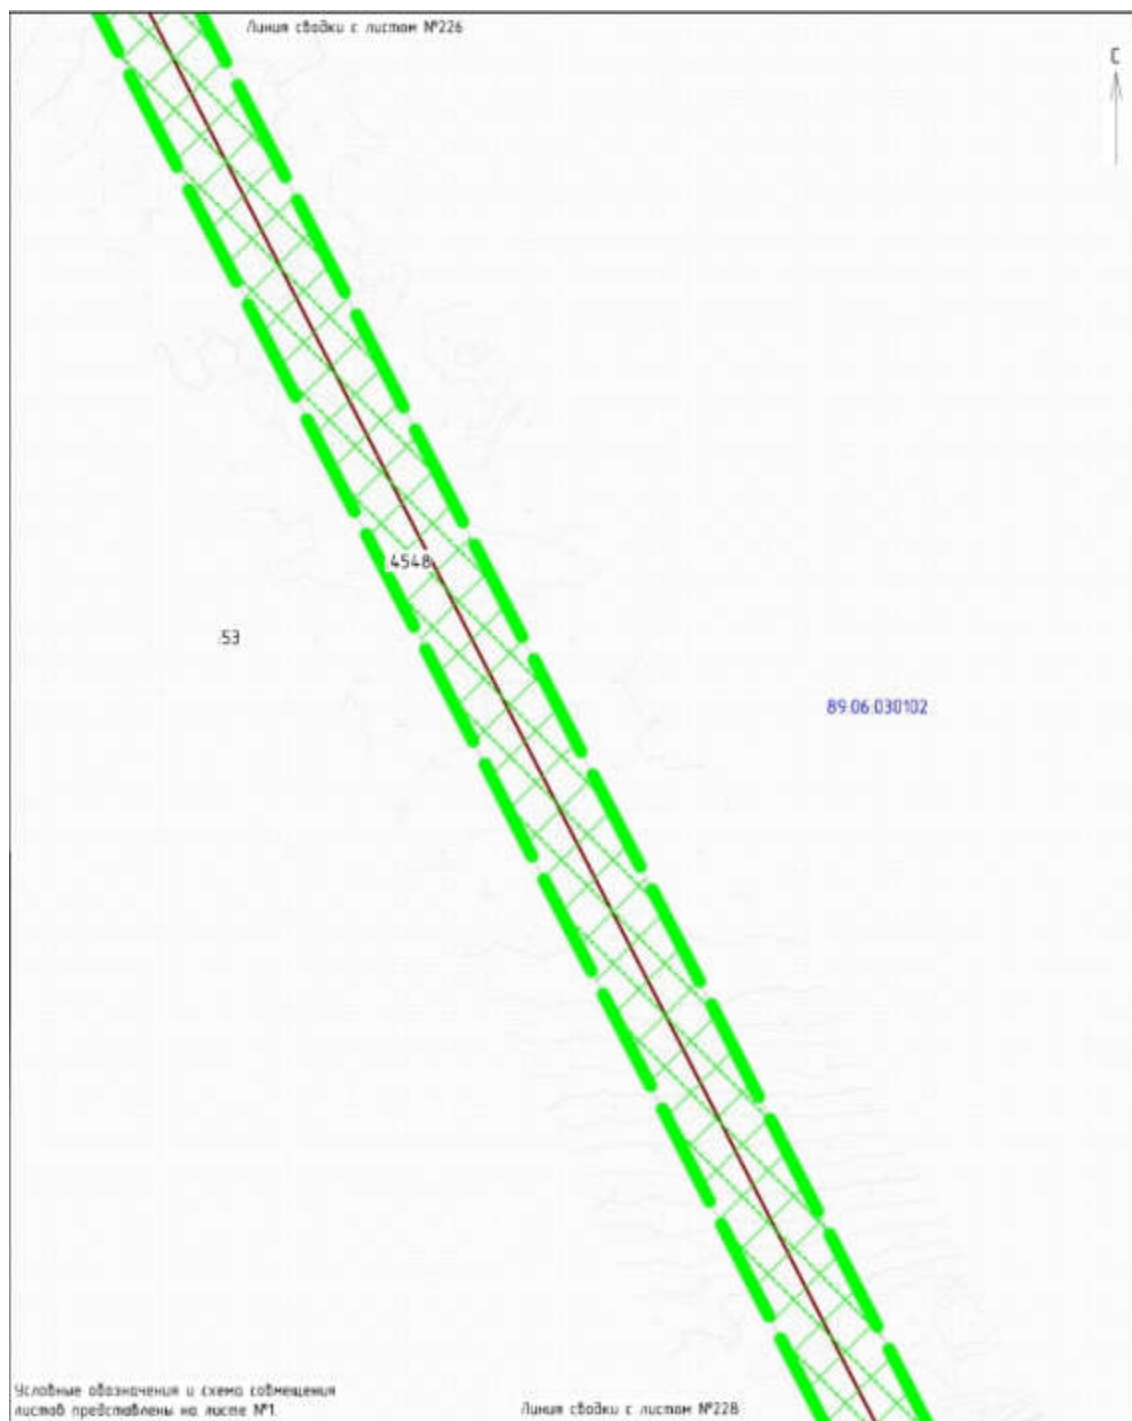 Линия сводки с листом №226
С
:4548
:53
89:06:030102
Условные обозначения и схема совмещения
листов представлены на листе №1.
Линия сводки с листом №228